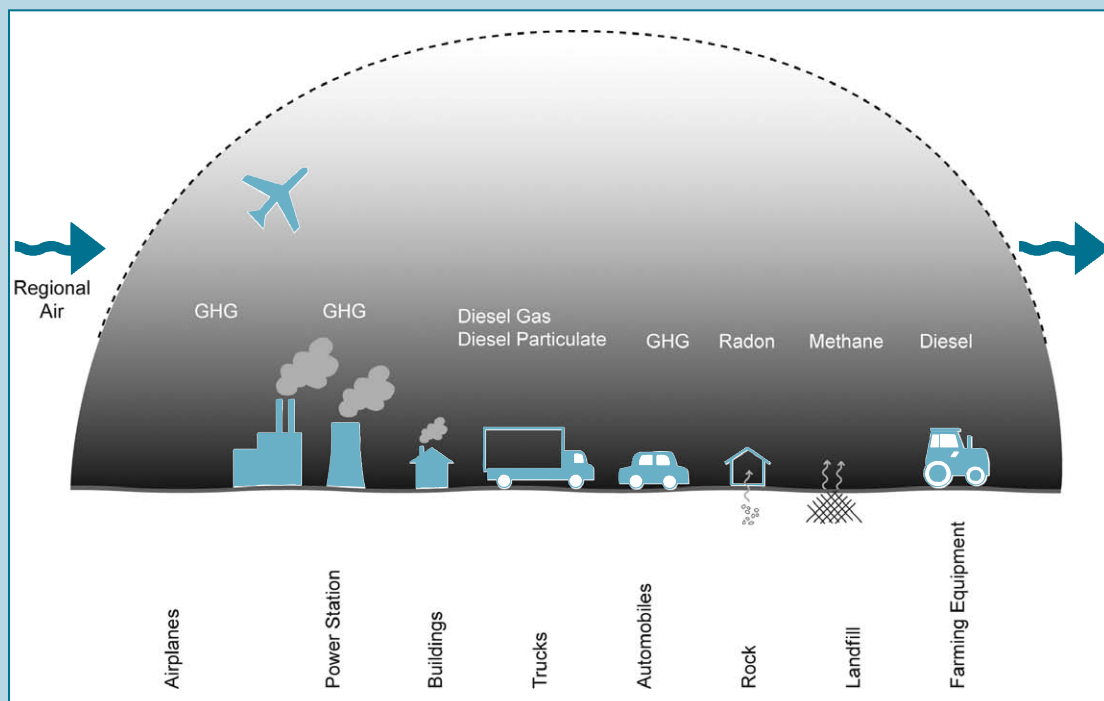 Regional
Air
GHG
GHG
Diesel Gas
Diesel Particulate
GHG
Radon
Methane
Diesel
Airplanes
Power Station
Buildings
Trucks
Automobiles
Rock
Landfill
Farming Equipment